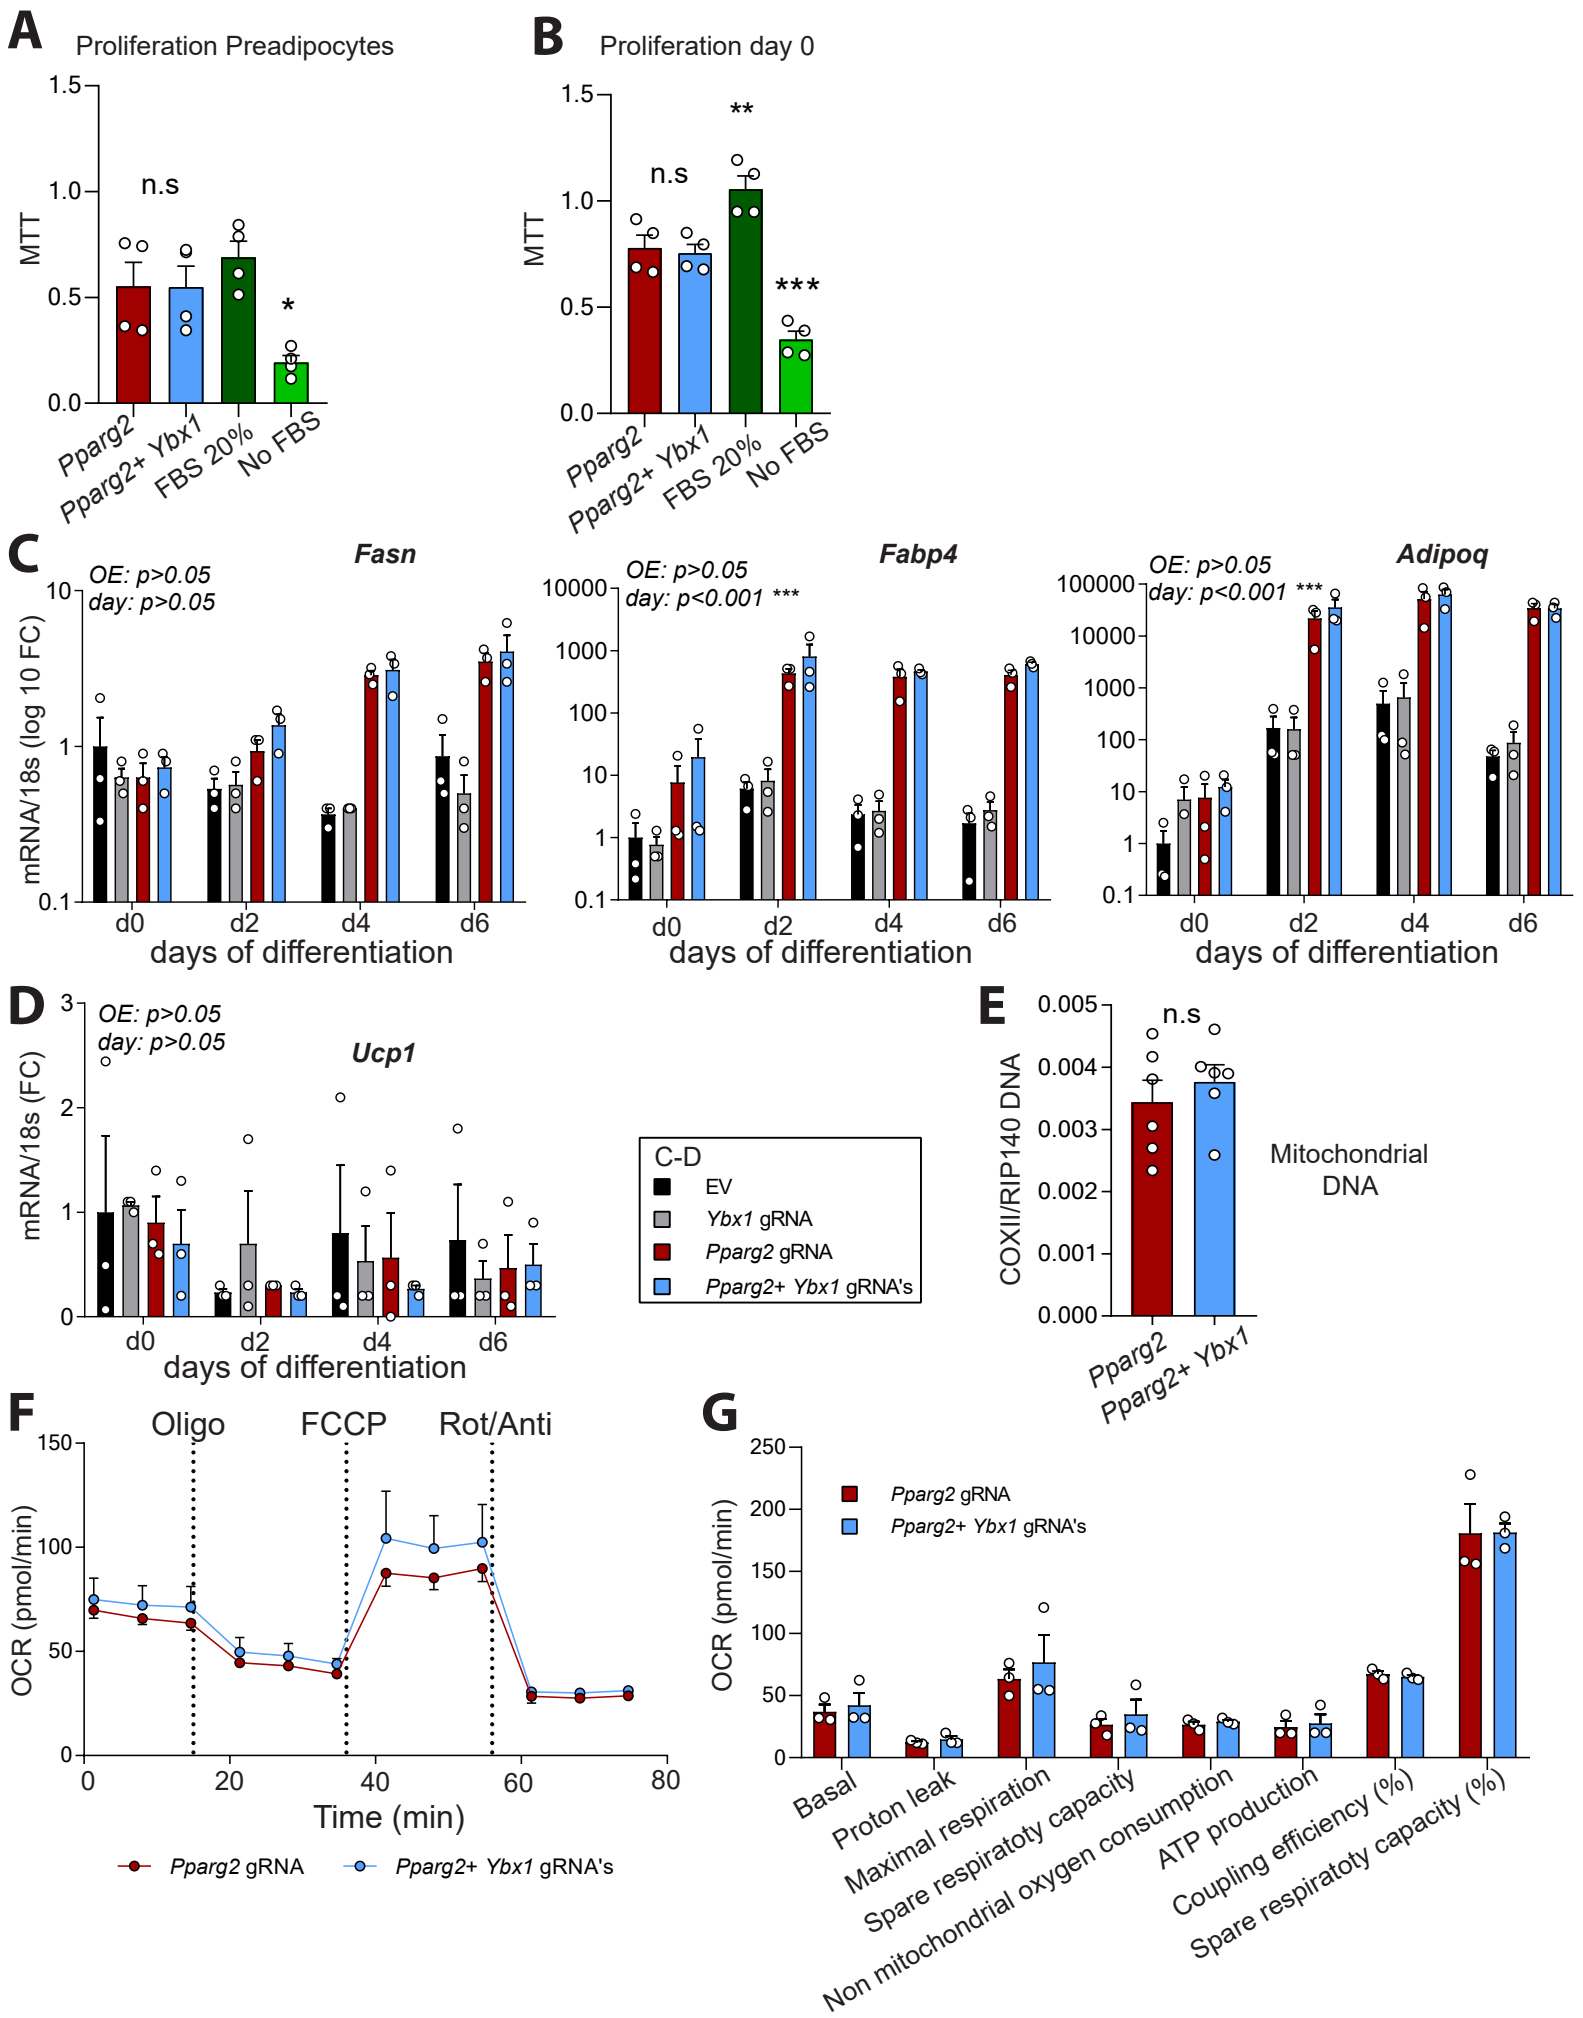 A
Proliferation Preadipocytes
1.5
1.0
0.5
0.0
MTT
n.s
*
Pparg2
Pparg2+ Ybx1
FBS 20%
No FBS
B
Proliferation day 0
1.5
1.0
0.5
0.0
MTT
n.s
**
***
Pparg2
Pparg2+ Ybx1
FBS 20%
No FBS
C
mRNA/18s (log 10 FC)
Fasn
OE: p>0.05
day: p>0.05
10
1
0.1
d0
d2
d4
d6
days of differentiation
Fabp4
OE: p>0.05
day: p<0.001 ***
10000
1000
100
10
1
0.1
d0
d2
d4
d6
days of differentiation
Adipoq
OE: p>0.05
day: p<0.001 ***
100000
10000
1000
100
10
1
0.1
d0
d2
d4
d6
days of differentiation
D
mRNA/18s (FC)
OE: p>0.05
day: p>0.05
Ucp1
3
2
1
0
d0
d2
d4
d6
days of differentiation
C-D
EV
Ybx1 gRNA
Pparg2 gRNA
Pparg2+ Ybx1 gRNA's
E
COXII/RIP140 DNA
0.005
0.004
0.003
0.002
0.001
0.000
n.s
Pparg2
Pparg2+ Ybx1
Mitochondrial
DNA
F
Oligo
FCCP
Rot/Anti
OCR (pmol/min)
150
100
50
0
0
20
40
60
80
Time (min)
Pparg2 gRNA
Pparg2+ Ybx1 gRNA's
G
OCR (pmol/min)
250
200
150
100
50
0
Pparg2 gRNA
Pparg2+ Ybx1 gRNA's
Basal
Proton leak
Maximal respiration
Spare respiratoty capacity
Non mitochondrial oxygen consumption
ATP production
Coupling efficiency (%)
Spare respiratoty capacity (%)